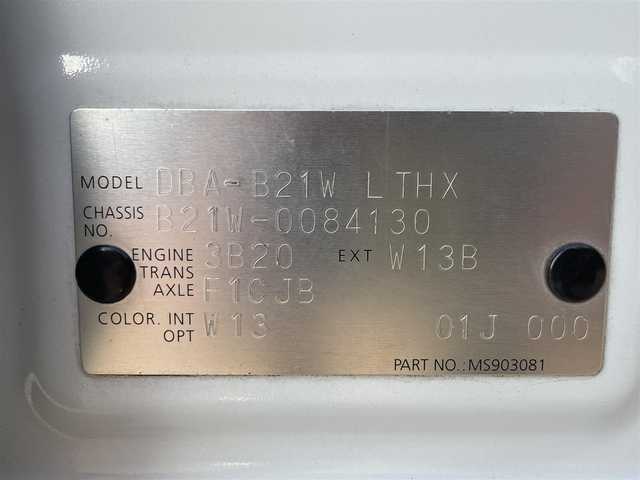 MODEL DBA-B21W LTHX
CHASSIS NO. B21W-0084130
ENGINE 3B20 EXT W13B
TRANS AXLE F1CJB
COLOR. INT OPT W13 01J 000
PART NO.:MS903081